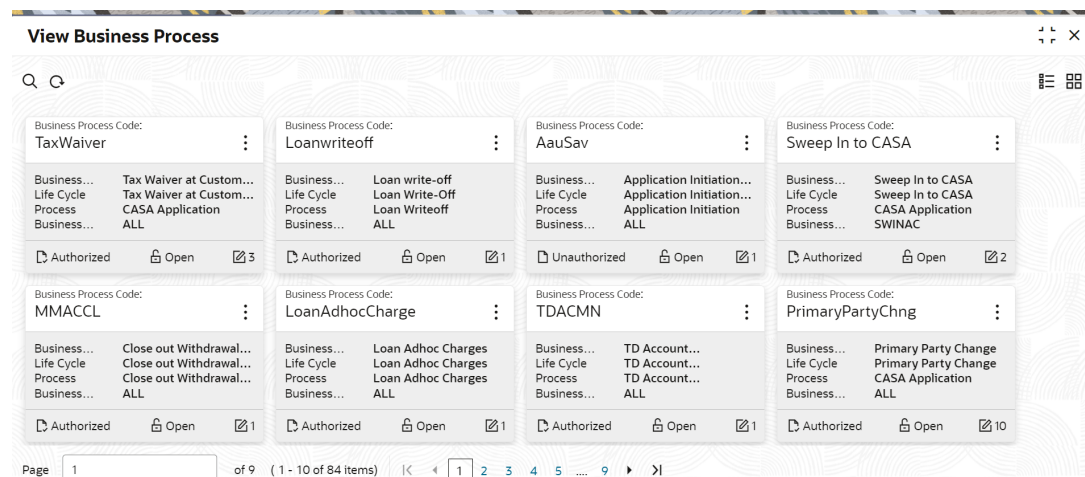 View Business Process
Business Process Code:
TaxWaiver
Business... Tax Waiver at Custom...
Life Cycle Tax Waiver at Custom...
Process CASA Application
Business... ALL
Authorized Open 3
Business Process Code:
Loanwriteoff
Business... Loan write-off
Life Cycle Loan Write-Off
Process Loan Writeoff
Business... ALL
Authorized Open 1
Business Process Code:
AauSav
Business... Application Initiation...
Life Cycle Application Initiation...
Process Application Initiation
Business... ALL
Unauthorized Open 1
Business Process Code:
Sweep In to CASA
Business... Sweep In to CASA
Life Cycle Sweep In to CASA
Process CASA Application
Business... SWINAC
Authorized Open 2
Business Process Code:
MMACCL
Business... Close out Withdrawal...
Life Cycle Close out Withdrawal...
Process Close out Withdrawal...
Business... ALL
Authorized Open 1
Business Process Code:
LoanAdhocCharge
Business... Loan Adhoc Charges
Life Cycle Loan Adhoc Charges
Process Loan Adhoc Charges
Business... ALL
Authorized Open 1
Business Process Code:
TDACMN
Business... TD Account...
Life Cycle TD Account...
Process TD Account...
Business... ALL
Authorized Open 1
Business Process Code:
PrimaryPartyChng
Business... Primary Party Change
Life Cycle Primary Party Change
Process CASA Application
Business... ALL
Authorized Open 10
Page 1 of 9 ( 1 - 10 of 84 items) 1 2 3 4 5 .... 9